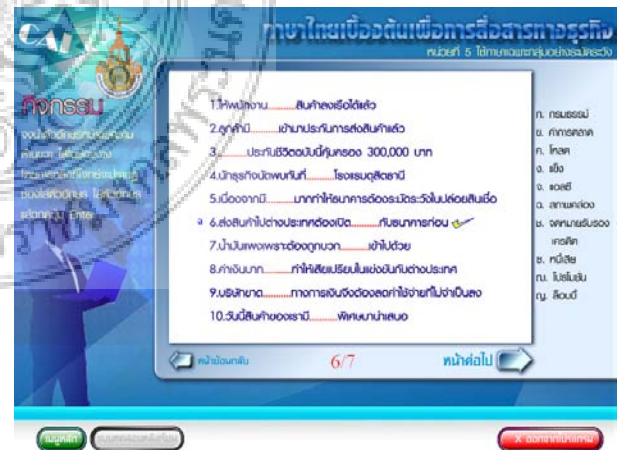 CAI
ภาษาไทยเบื้องต้นเพื่อการสื่อสารทางธุรกิจ
หน่วยที่ 5 ใช้ภาษาเฉพาะกลุ่มอย่างระมัดระวัง
กิจกรรม
1.ให้พนักงาน..........สินค้าลงเรือได้แล้ว
2.ลูกค้ามี..........เข้ามาประกันการส่งสินค้าแล้ว
3...........ประกันชีวิตฉบับนี้คุ้มครอง 300,000 บาท
4.นักธุรกิจนัดพบกันที่..........โรงแรมดุสิตธานี
5.เนื่องจากมี..........มากทำให้ธนาคารต้องระมัดระวังในปล่อยสินเชื่อ
ช 6.ส่งสินค้าไปต่างประเทศต้องเปิด..........กับธนาคารก่อน
7.น้ำมันแพงเพราะต้องถูกบวก..........เข้าไปด้วย
8.ค่าเงินบาท..........ทำให้เสียเปรียบในแข่งขันกับต่างประเทศ
9.บริษัทขาด..........ทางการเงินจึงต้องลดค่าใช้จ่ายที่ไม่จำเป็นลง
10.วันนี้สินค้าของเรามี..........พิเศษมานำเสนอ
ก. กรมธรรม์
ข. ค่าการตลาด
ค. โหลด
ง. แข็ง
จ. แอลซี
ฉ. สภาพคล่อง
ช. จดหมายรับรอง
เครดิต
ซ. หนี้เสีย
ฌ. โปรโมชัน
ญ. ล็อบบี้
หน้าย้อนกลับ
6/7
หน้าต่อไป
เมนูหลัก
X ออกจากโปรแกรม